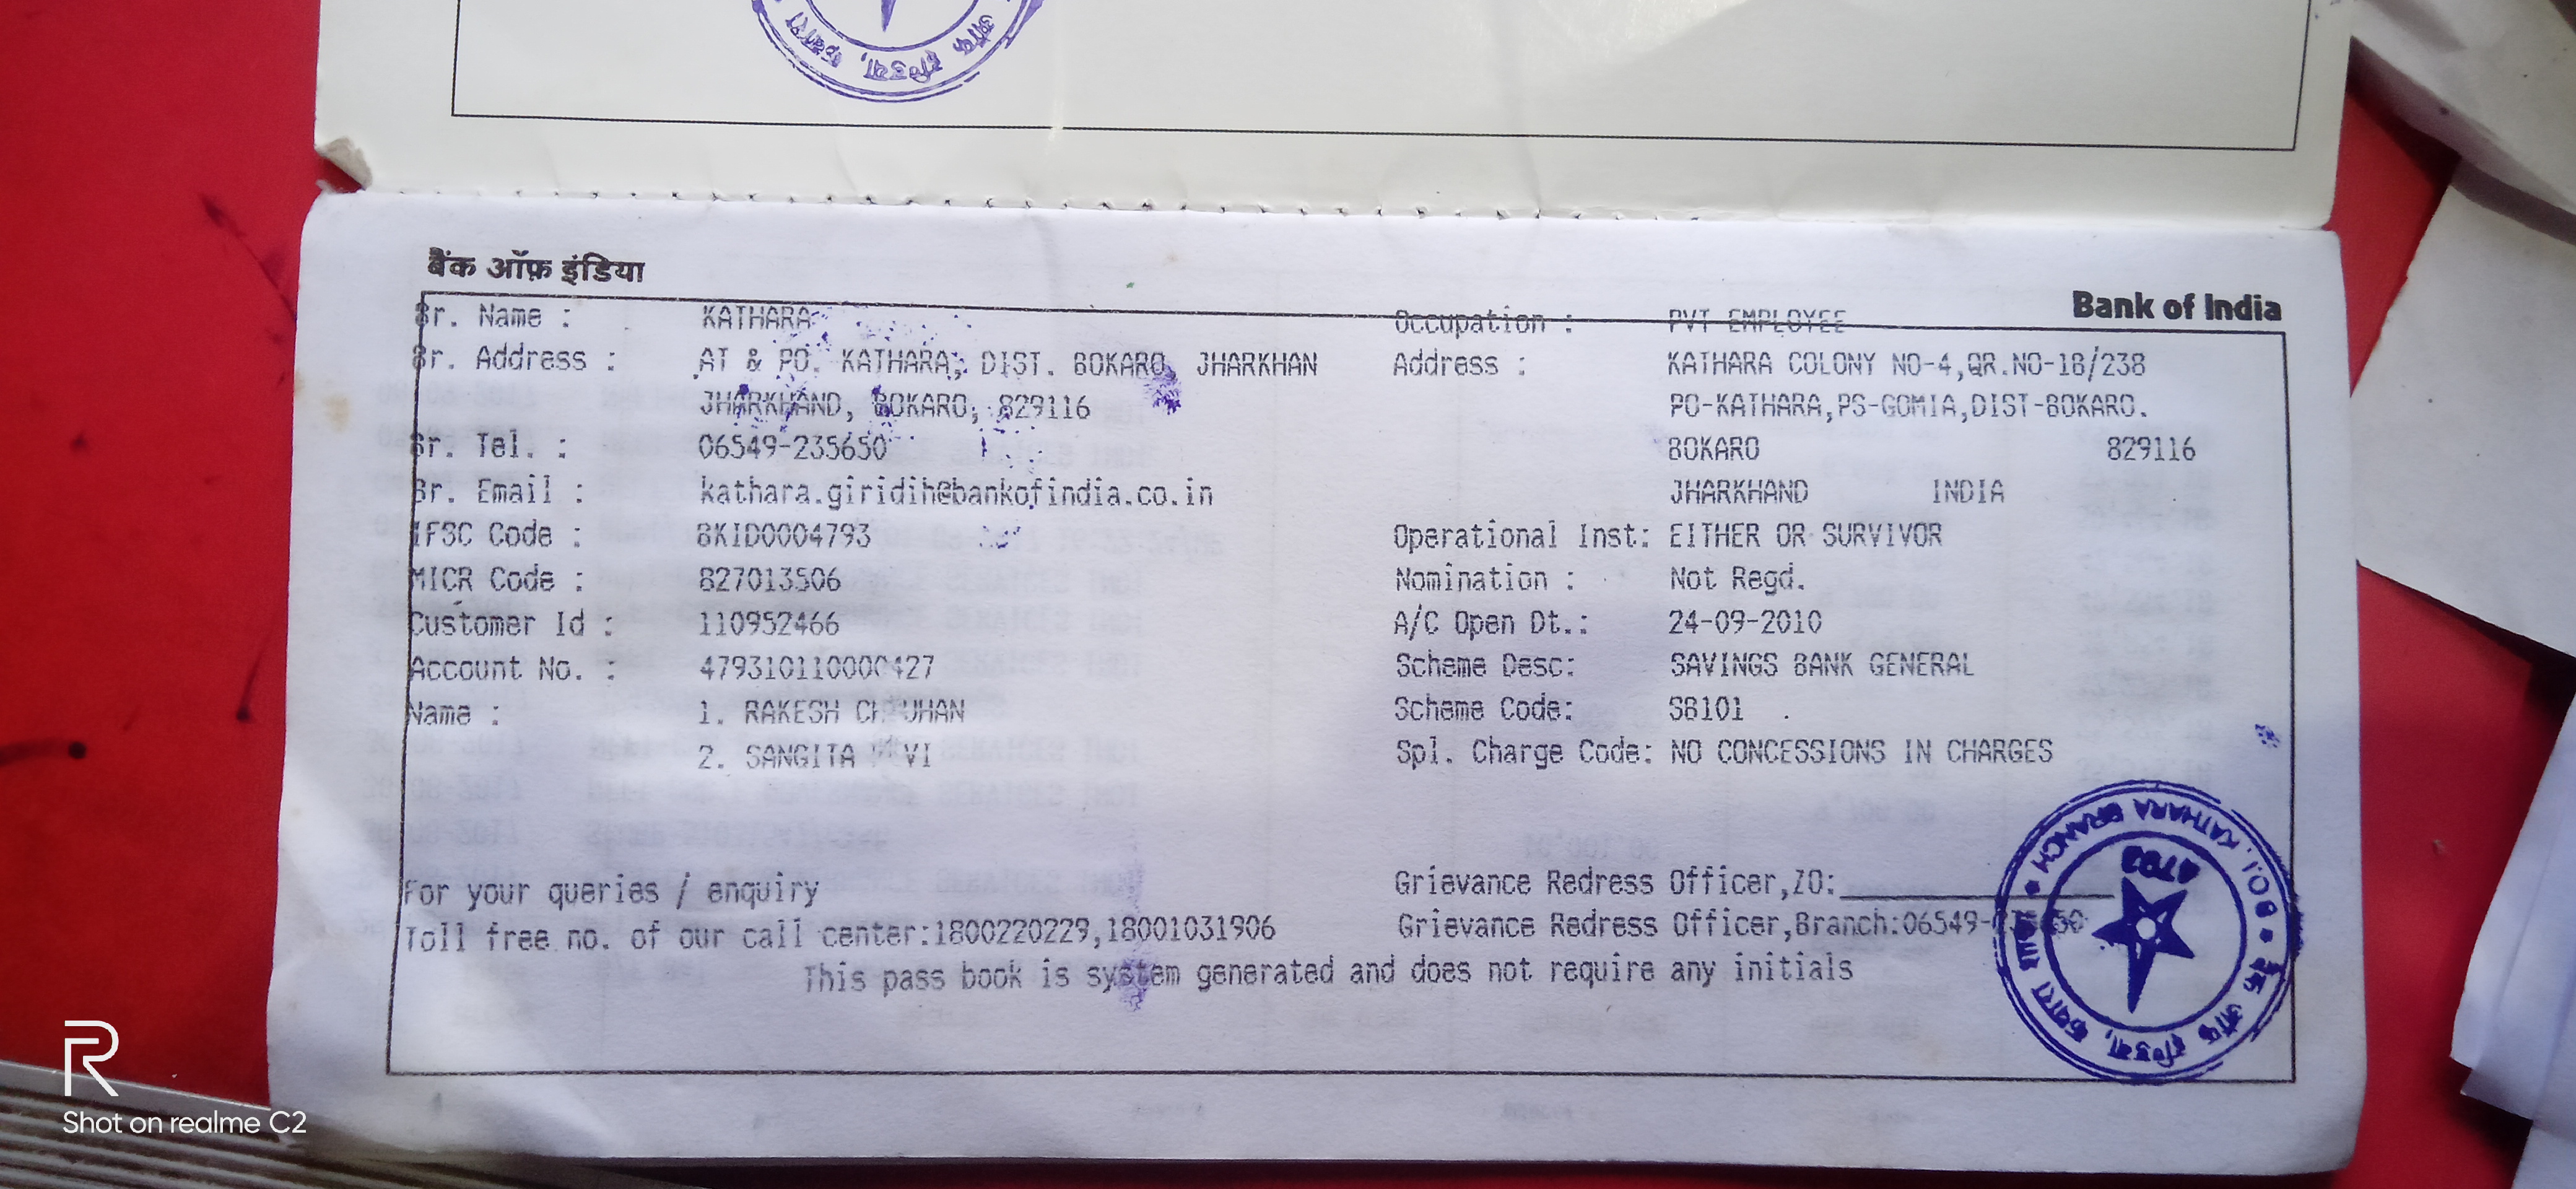 बैंक ऑफ़ इंडिया
Bank of India
Br. Name : KATHARA
Br. Address : AT & PO. KATHARA, DIST. BOKARO, JHARKHAN
JHARKHAND, BOKARO, 829116
Br. Tel. : 06549-235650
Br. Email : kathara.giridih@bankofindia.co.in
IFSC Code : BKID0004793
MICR Code : 827013506
Customer Id : 110952466
Account No. :
Name : 1. RAKESH
2. SANGITA
Occupation : PVT EMPLOYEE
Address : KATHARA COLONY NO-4,QR.NO-18/238
PO-KATHARA,PS-GOMIA,DIST-BOKARO.
BOKARO 829116
JHARKHAND INDIA
Operational Inst: EITHER OR SURVIVOR
Nomination : Not Regd.
A/C Open Dt.: 24-09-2010
Scheme Desc: SAVINGS BANK GENERAL
Scheme Code: SB101
Spl. Charge Code: NO CONCESSIONS IN CHARGES
For your queries / enquiry
Toll free no. of our call center:1800220229,18001031906
Grievance Redress Officer,ZO:
Grievance Redress Officer,Branch:
This pass book is system generated and does not require any initials
B.O.I. KATHARA BRANCH
बैंक ऑफ इण्डिया, कथारा शाखा
R
Shot on realme C2